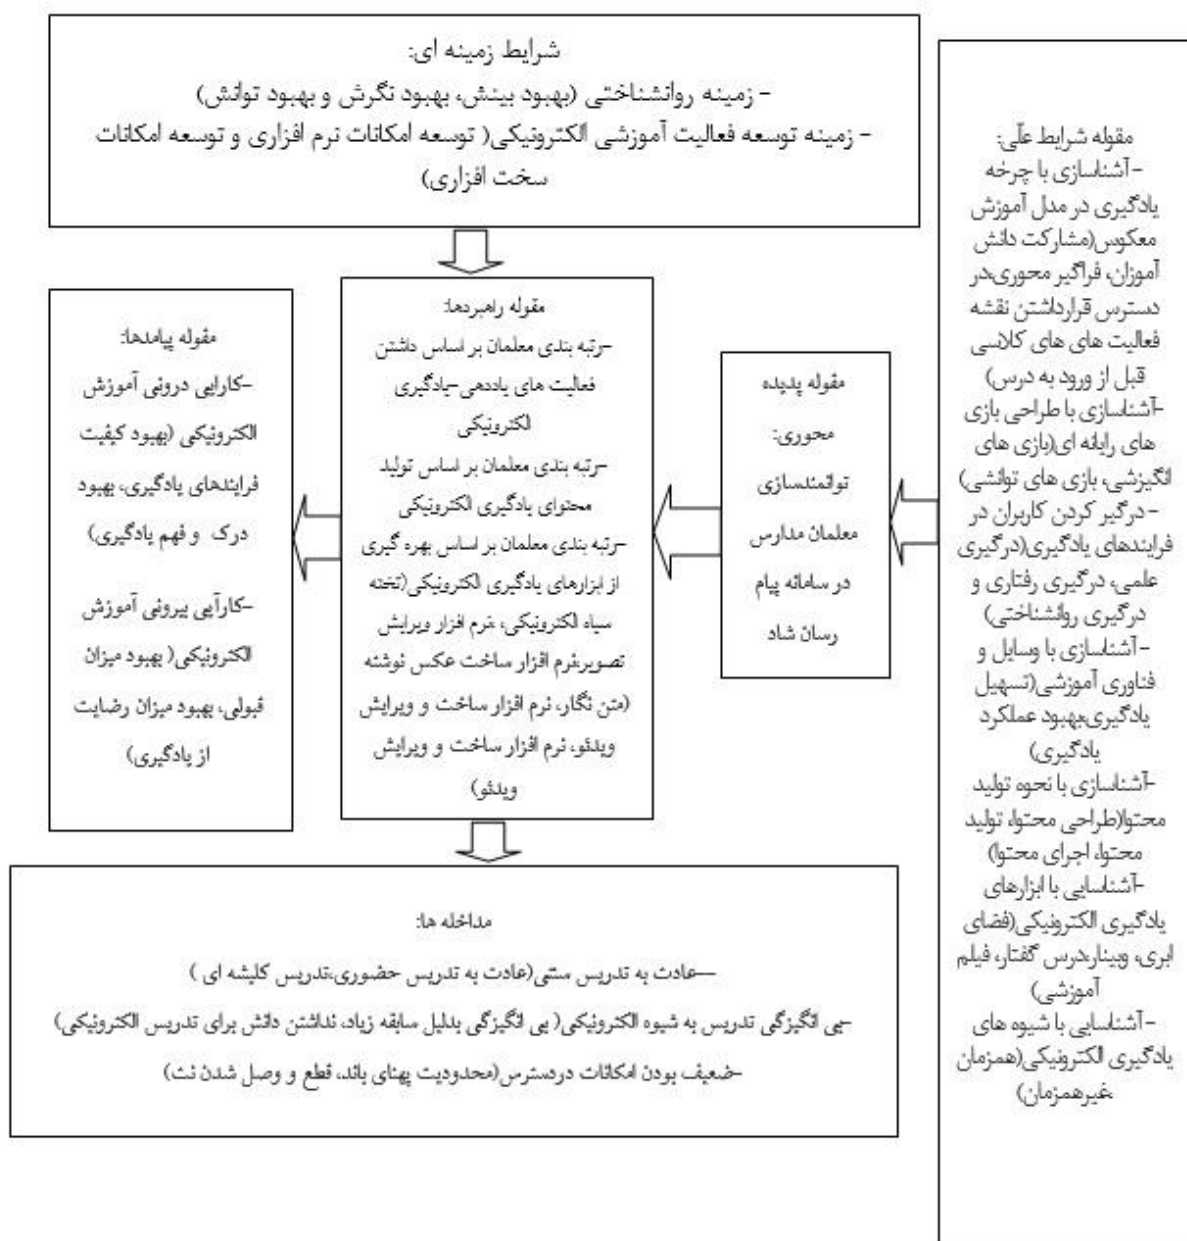 شرایط زمینه ای:
- زمینه روانشناختی (بهبود بینش، بهبود نگرش و بهبود توانش)
- زمینه توسعه فعالیت آموزشی الکترونیکی( توسعه امکانات نرم افزاری و توسعه امکانات
سخت افزاری)
مقوله شرایط علّی:
-آشناسازی با چرخه
یادگیری در مدل آموزش
معکوس(مشارکت دانش
آموزان، فراگیر محوری،در
دسترس قرارداشتن نقشه
فعالیت های های کلاسی
قبل از ورود به درس)
-آشناسازی با طراحی بازی
های رایانه ای(بازی های
انگیزشی، بازی های توانشی)
-درگیر کردن کاربران در
فرایندهای یادگیری(درگیری
علمی، درگیری رفتاری و
درگیری روانشناختی)
-آشناسازی با وسایل و
فناوری آموزشی(تسهیل
یادگیری،بهبود عملکرد
یادگیری)
-آشناسازی با نحوه تولید
محتوا(طراحی محتوا، تولید
محتوا، اجرای محتوا)
-آشناسایی با ابزارهای
یادگیری الکترونیکی(فضای
ابری، وبینار،درس گفتار، فیلم
آموزشی)
-آشناسایی با شیوه های
یادگیری الکترونیکی(همزمان
،غیرهمزمان)
مقوله پدیده
محوری:
توانمندسازی
معلمان مدارس
در سامانه پیام
رسان شاد
مقوله راهبردها:
-رتبه بندی معلمان بر اساس داشتن
فعالیت های یاددهی-یادگیری
الکترونیکی
-رتبه بندی معلمان بر اساس تولید
محتوای یادگیری الکترونیکی
-رتبه بندی معلمان بر اساس بهره گیری
از ابزارهای یادگیری الکترونیکی(تخته
سیاه الکترونیکی، ،نرم افزار ویرایش
تصویر،نرم افزار ساخت عکس نوشته
(متن نگار، نرم افزار ساخت و ویرایش
ویدئو، نرم افزار ساخت و ویرایش
ویدئو)
مقوله پیامدها:
-کارایی درونی آموزش
الکترونیکی (بهبود کیفیت
فرایندهای یادگیری، بهبود
درک و فهم یادگیری)
-کارآیی بیرونی آموزش
الکترونیکی( بهبود میزان
قبولی، بهبود میزان رضایت
از یادگیری)
مداخله ها:
--عادت به تدریس سنتی(عادت به تدریس حضوری،تدریس کلیشه ای )
-بی انگیزگی تدریس به شیوه الکترونیکی( بی انگیزگی بدلیل سابقه زیاد، نداشتن دانش برای تدریس الکترونیکی)
-ضعیف بودن امکانات دردسترس(محدودیت پهنای باند، قطع و وصل شدن نت)